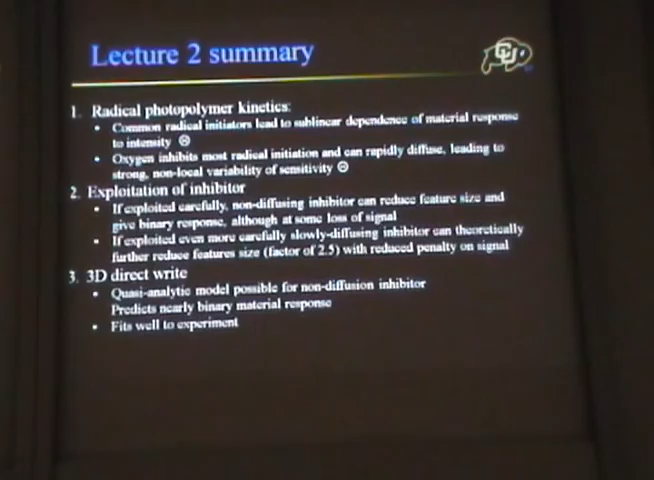 Lecture 2 summary
CU
1. Radical photopolymer kinetics:
• Common radical initiators lead to sublinear dependence of material response
to intensity ☹
• Oxygen inhibits most radical initiation and can rapidly diffuse, leading to
strong, non-local variability of sensitivity ☹
2. Exploitation of inhibitor
• If exploited carefully, non-diffusing inhibitor can reduce feature size and
give binary response, although at some loss of signal
• If exploited even more carefully slowly-diffusing inhibitor can theoretically
further reduce features size (factor of 2.5) with reduced penalty on signal
3. 3D direct write
• Quasi-analytic model possible for non-diffusion inhibitor
Predicts nearly binary material response
• Fits well to experiment